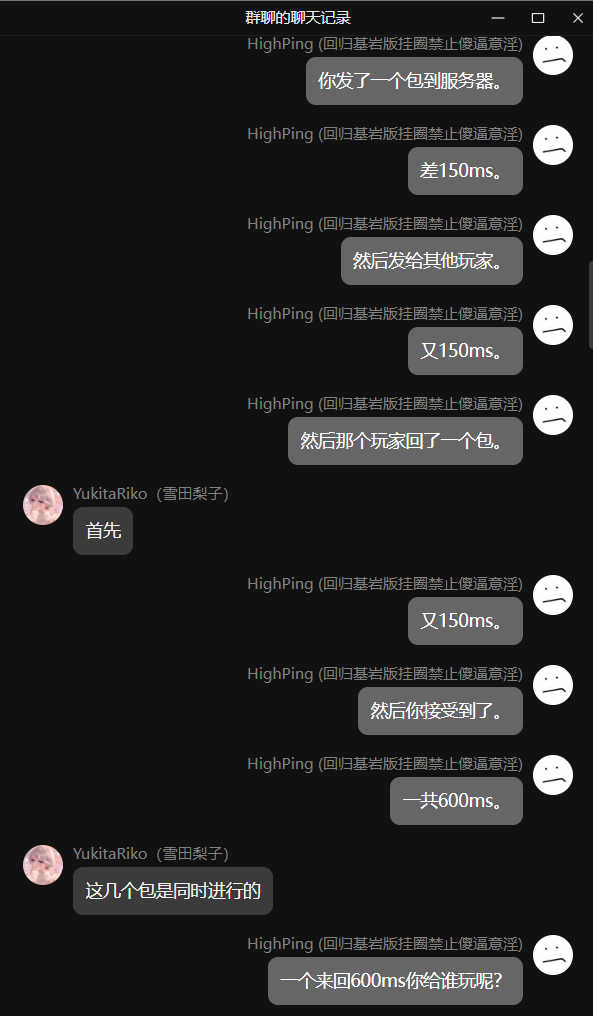 群聊的聊天记录
HighPing (回归基岩版挂圈禁止傻逼意淫)
你发了一个包到服务器。
HighPing (回归基岩版挂圈禁止傻逼意淫)
差150ms。
HighPing (回归基岩版挂圈禁止傻逼意淫)
然后发给其他玩家。
HighPing (回归基岩版挂圈禁止傻逼意淫)
又150ms。
HighPing (回归基岩版挂圈禁止傻逼意淫)
然后那个玩家回了一个包。
YukitaRiko (雪田梨子)
首先
HighPing (回归基岩版挂圈禁止傻逼意淫)
又150ms。
HighPing (回归基岩版挂圈禁止傻逼意淫)
然后你接受到了。
HighPing (回归基岩版挂圈禁止傻逼意淫)
一共600ms。
YukitaRiko (雪田梨子)
这几个包是同时进行的
HighPing (回归基岩版挂圈禁止傻逼意淫)
一个来回600ms你给谁玩呢?